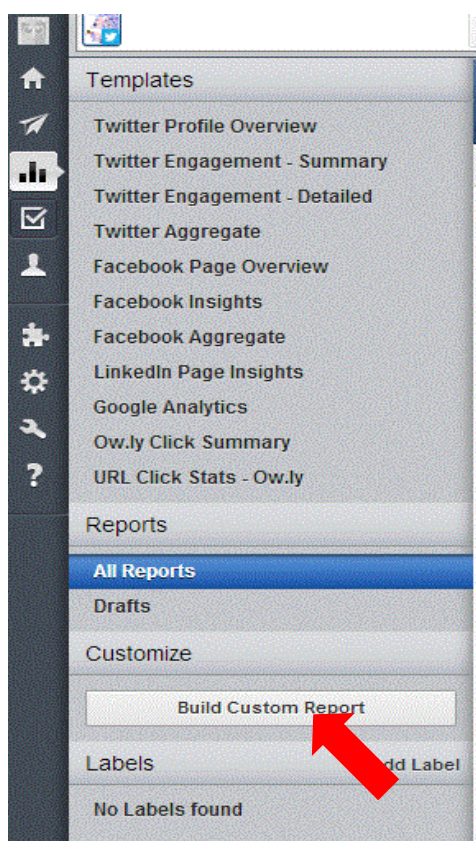 Templates
Twitter Profile Overview
Twitter Engagement - Summary
Twitter Engagement - Detailed
Twitter Aggregate
Facebook Page Overview
Facebook Insights
Facebook Aggregate
LinkedIn Page Insights
Google Analytics
Ow.ly Click Summary
URL Click Stats - Ow.ly
Reports
All Reports
Drafts
Customize
Build Custom Report
Labels dd Label
No Labels found
?